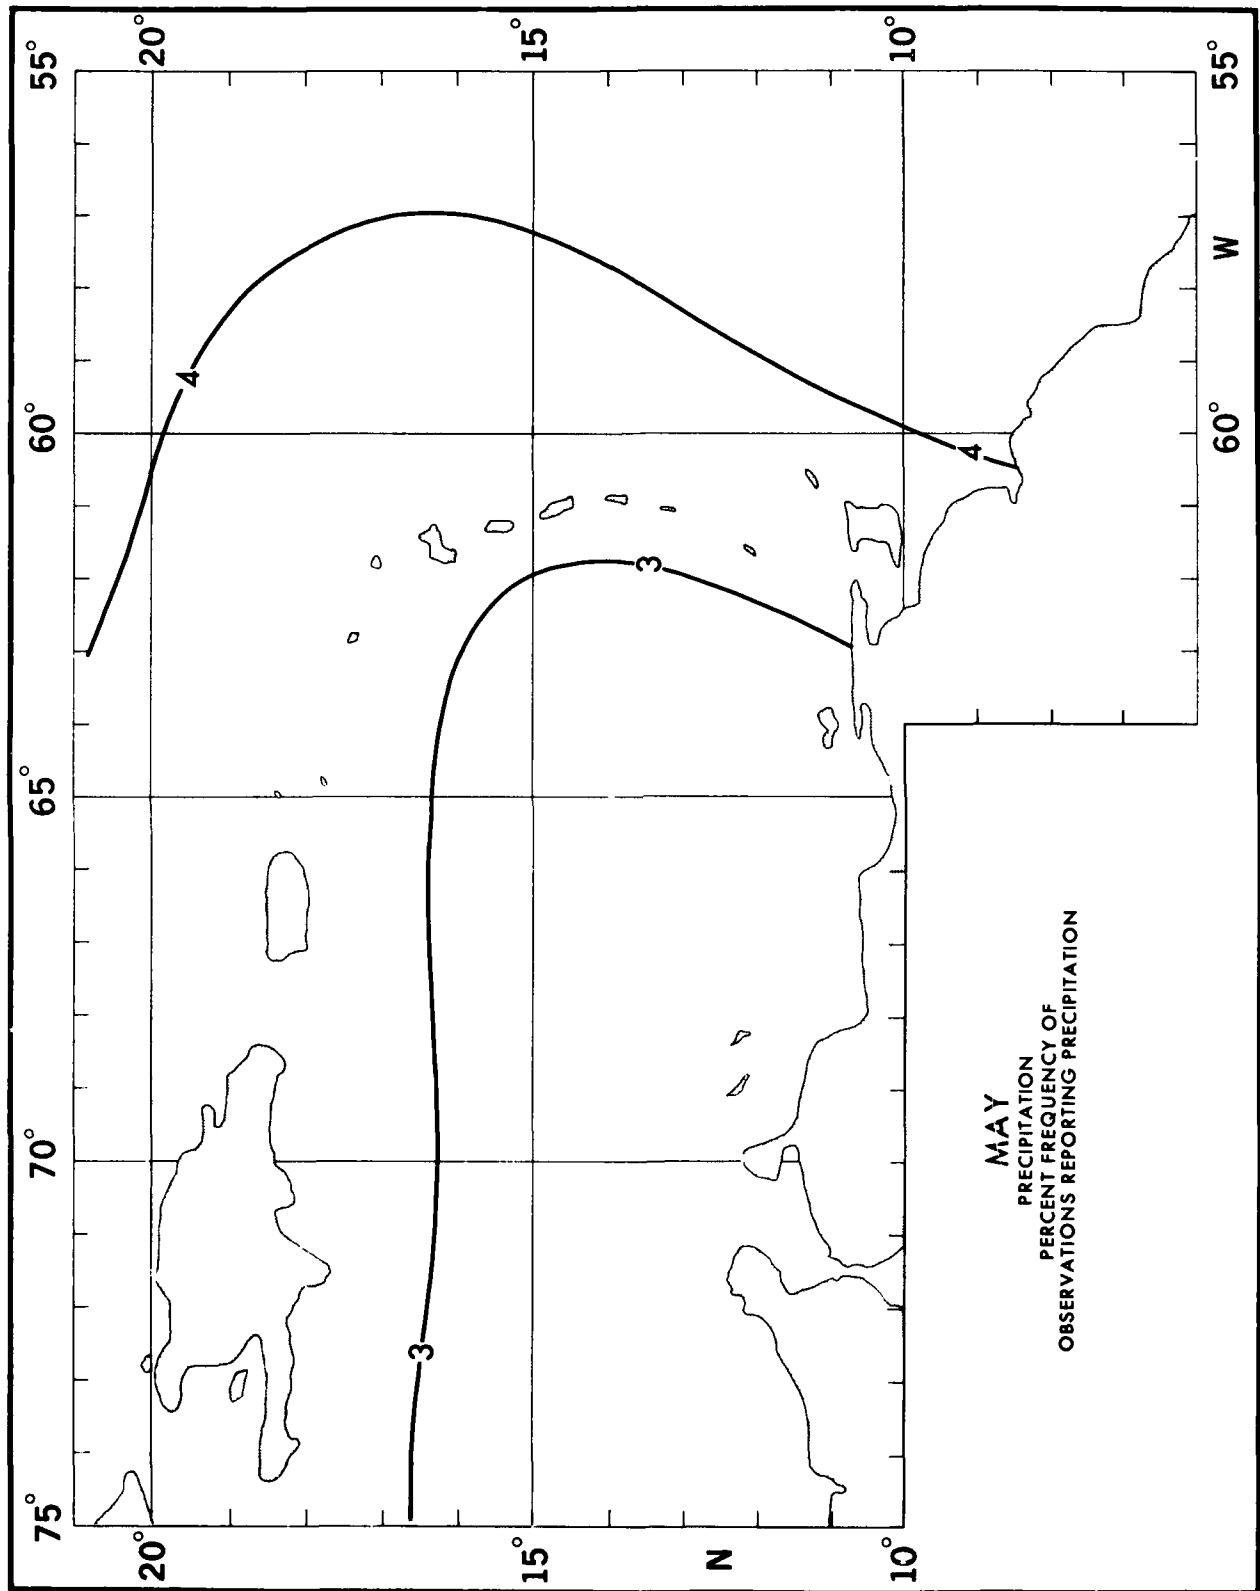 75° 70° 65° 60° 55°
20° 20°
4
3
15° 15°
3
N
10° 10°
4
MAY
PRECIPITATION
PERCENT FREQUENCY OF
OBSERVATIONS REPORTING PRECIPITATION
60° W 55°